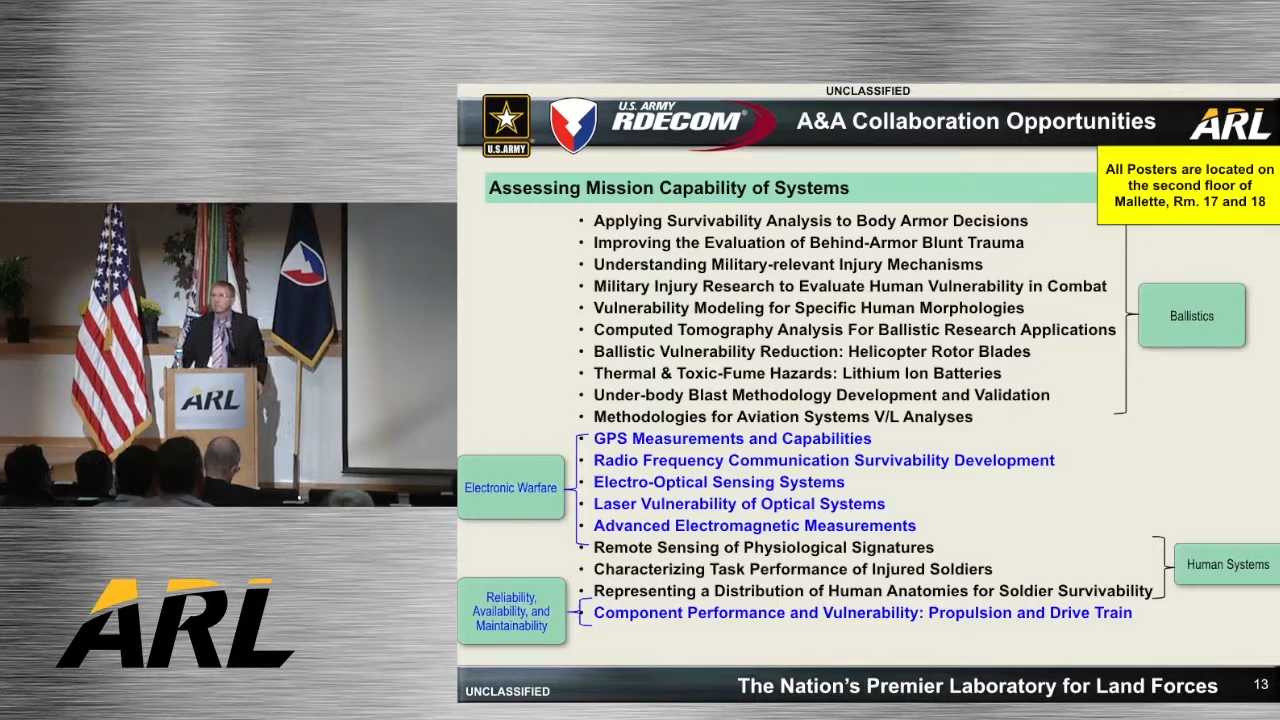 UNCLASSIFIED
U.S.ARMY
U.S. ARMY
RDECOM®
A&A Collaboration Opportunities
ARL
Assessing Mission Capability of Systems
All Posters are located on
the second floor of
Mallette, Rm. 17 and 18
• Applying Survivability Analysis to Body Armor Decisions
• Improving the Evaluation of Behind-Armor Blunt Trauma
• Understanding Military-relevant Injury Mechanisms
• Military Injury Research to Evaluate Human Vulnerability in Combat
• Vulnerability Modeling for Specific Human Morphologies
• Computed Tomography Analysis For Ballistic Research Applications
• Ballistic Vulnerability Reduction: Helicopter Rotor Blades
• Thermal & Toxic-Fume Hazards: Lithium Ion Batteries
• Under-body Blast Methodology Development and Validation
• Methodologies for Aviation Systems V/L Analyses
Ballistics
• GPS Measurements and Capabilities
• Radio Frequency Communication Survivability Development
• Electro-Optical Sensing Systems
• Laser Vulnerability of Optical Systems
• Advanced Electromagnetic Measurements
Electronic Warfare
• Remote Sensing of Physiological Signatures
• Characterizing Task Performance of Injured Soldiers
• Representing a Distribution of Human Anatomies for Soldier Survivability
Human Systems
• Component Performance and Vulnerability: Propulsion and Drive Train
Reliability,
Availability, and
Maintainability
UNCLASSIFIED
The Nation's Premier Laboratory for Land Forces
13
ARL
ARL